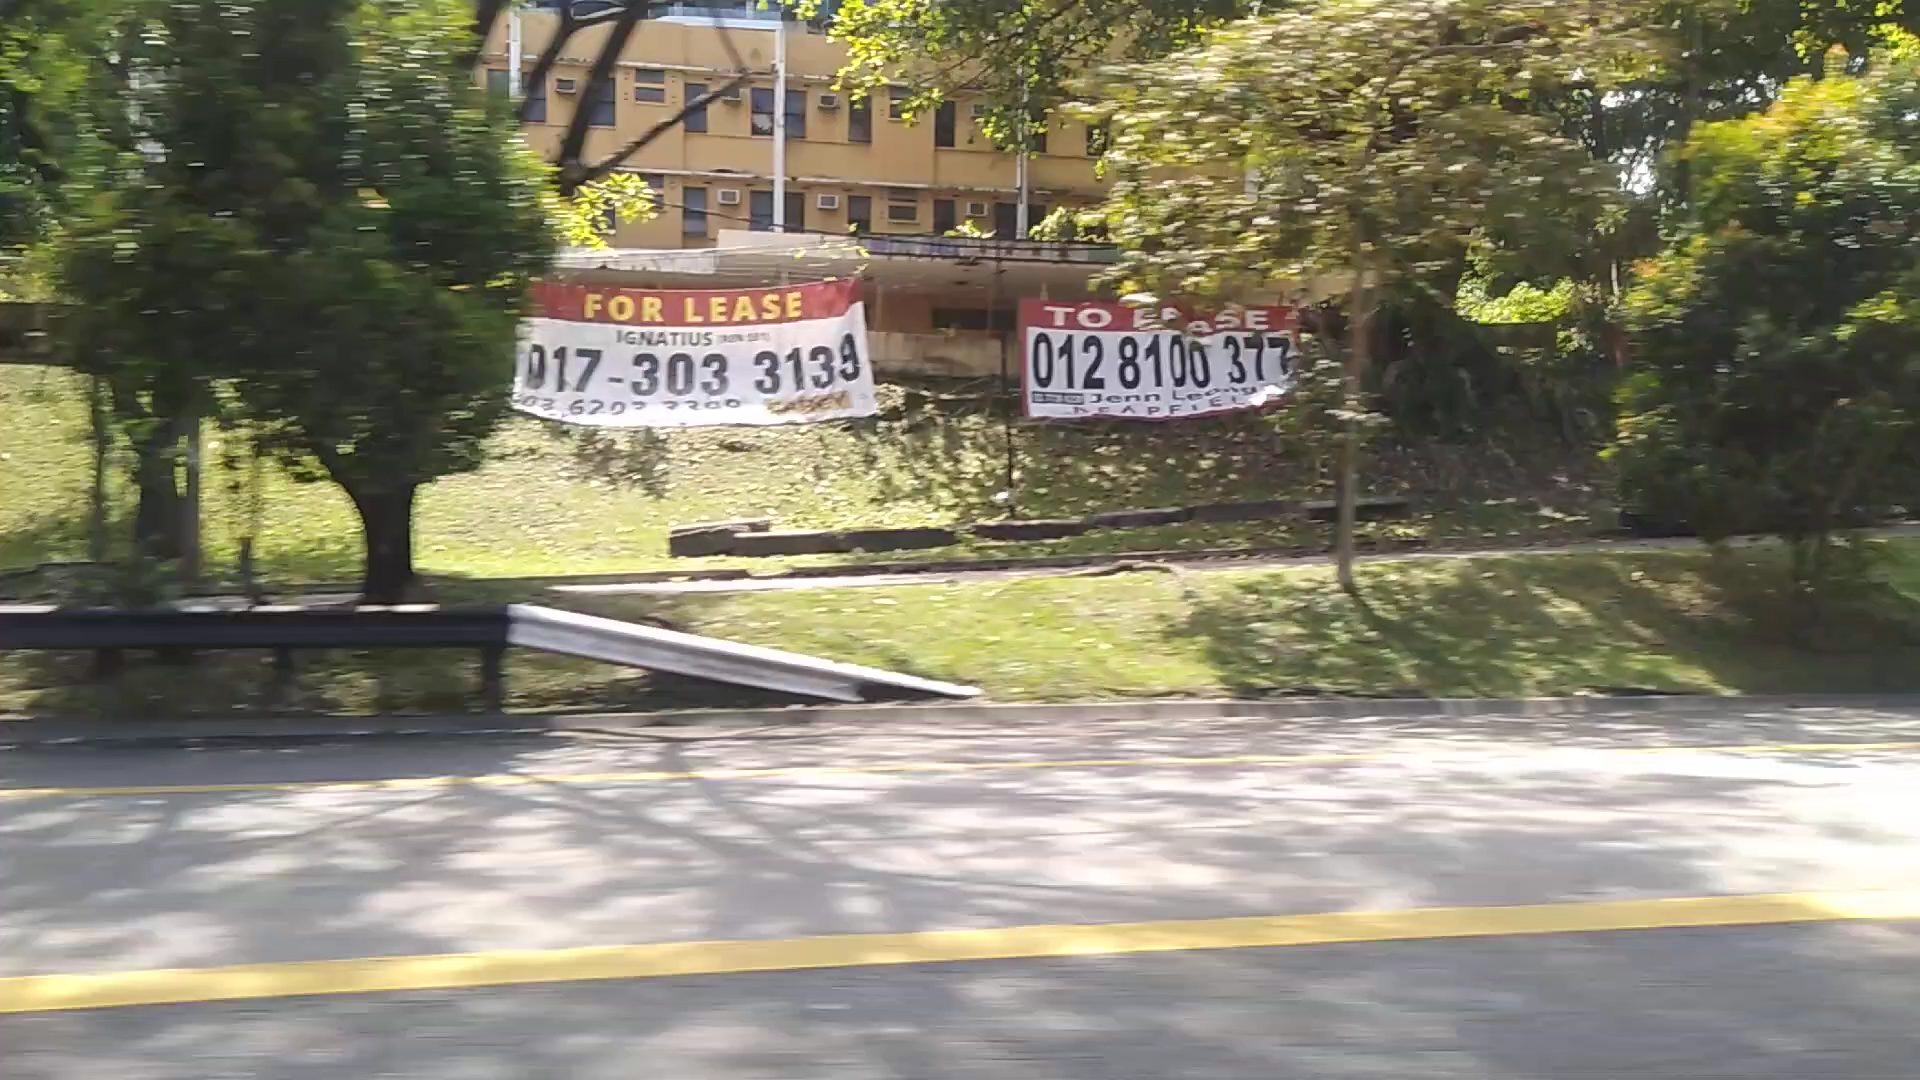 FOR LEASE
IGNATIUS
017-303 3139
TO LEASE
012 8100 377
Jenn Leong